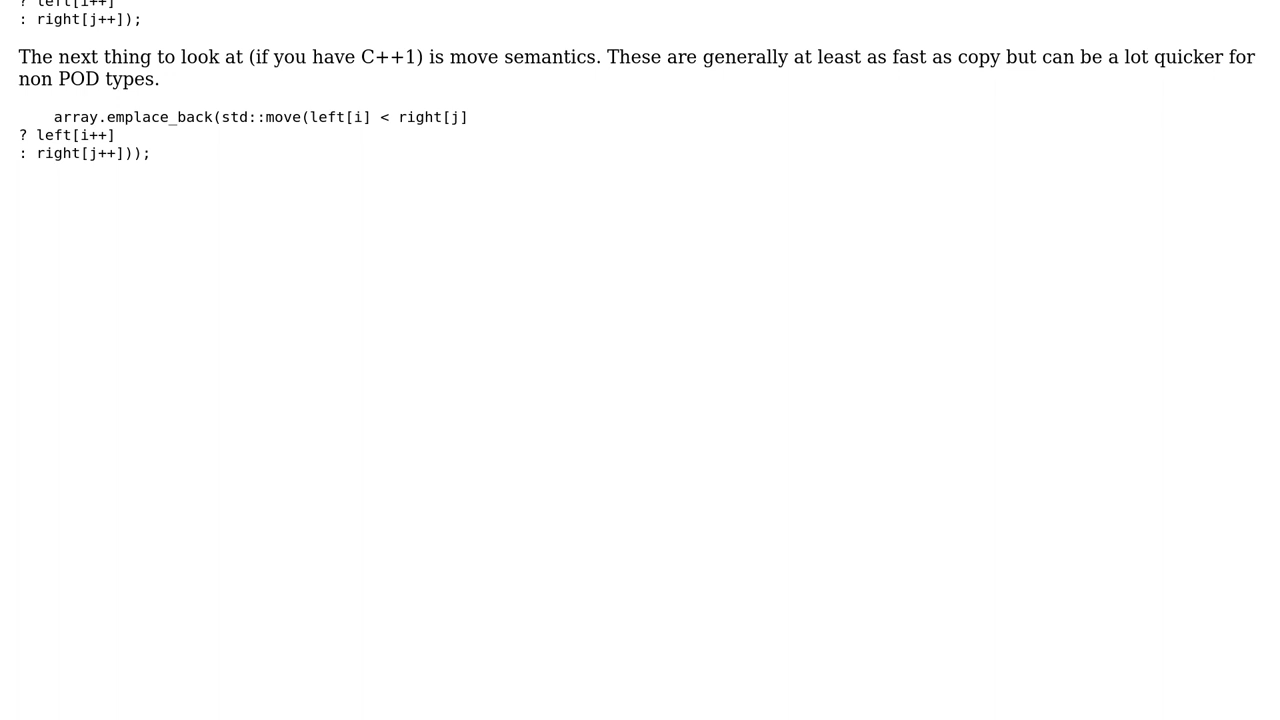 ? left[i++]
: right[j++]);
The next thing to look at (if you have C++1) is move semantics. These are generally at least as fast as copy but can be a lot quicker for
non POD types.
array.emplace_back(std::move(left[i] < right[j]
? left[i++]
: right[j++]));